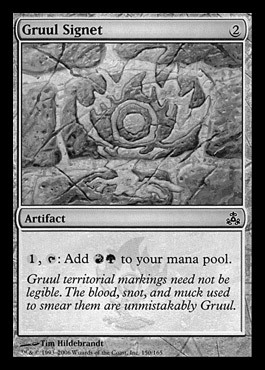 Gruul Signet 2
Artifact
1, : Add to your mana pool.
Gruul territorial markings need not be
legible. The blood, snot, and muck used
to smear them are unmistakably Gruul.
Tim Hildebrandt
™ & © 1993–2006 Wizards of the Coast, Inc. 150/165